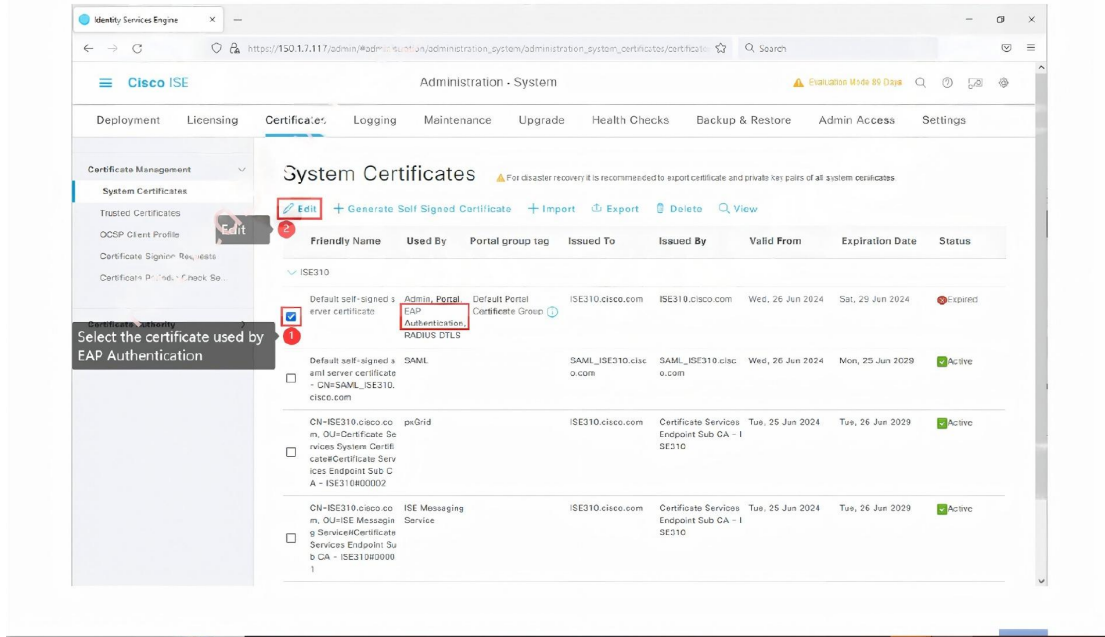 Identity Services Engine
Search
Cisco ISE
Administration - System
Evaluation Mode 89 Days
Deployment Licensing Certificates Logging Maintenance Upgrade Health Checks Backup & Restore Admin Access Settings
Certificate Management
System Certificates
Trusted Certificates
OCSP Client Profile
Certificate Signing Requests
Certificate Check Se...
Certificate Authority
Edit
2
Select the certificate used by
EAP Authentication
1
System Certificates
For disaster recovery it is recommended to export certificate and private key pairs of all system certificates
Edit + Generate Self Signed Certificate + Import Export Delete View
Friendly Name Used By Portal group tag Issued To Issued By Valid From Expiration Date Status
ISE310
Default self-signed s Admin, Portal, Default Portal ISE310.cisco.com ISE310.cisco.com Wed, 26 Jun 2024 Sat, 29 Jun 2024 Expired
erver certificate EAP Certificate Group
Authentication,
RADIUS DTLS
Default self-signed s SAML SAML_ISE310.cisc SAML_ISE310.cisc Wed, 26 Jun 2024 Mon, 25 Jun 2029 Active
aml server certificate o.com o.com
- CN=SAML_ISE310.
cisco.com
CN=ISE310.cisco.co pxGrid ISE310.cisco.com Certificate Services Tue, 25 Jun 2024 Tue, 26 Jun 2029 Active
m, OU=Certificate Se Endpoint Sub CA - I
rvices System Certifi SE310
cate#Certificate Serv
ices Endpoint Sub C
A - ISE310#00002
CN=ISE310.cisco.co ISE Messaging ISE310.cisco.com Certificate Services Tue, 25 Jun 2024 Tue, 26 Jun 2029 Active
m, OU=ISE Messagin Service Endpoint Sub CA - I
g Service#Certificate SE310
Services Endpoint Su
b CA - ISE310#0000
1